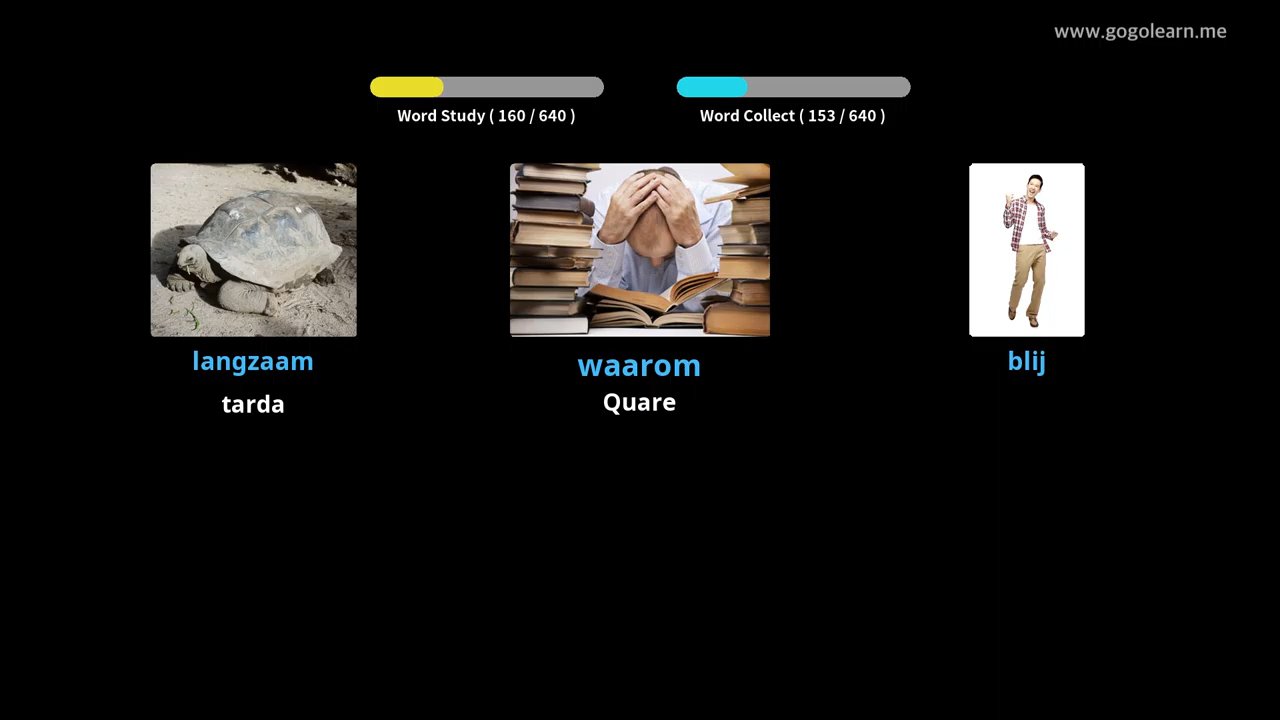 www.gogolearn.me
Word Study ( 160 / 640 )
Word Collect ( 153 / 640 )
langzaam
waarom
blij
tarda
Quare